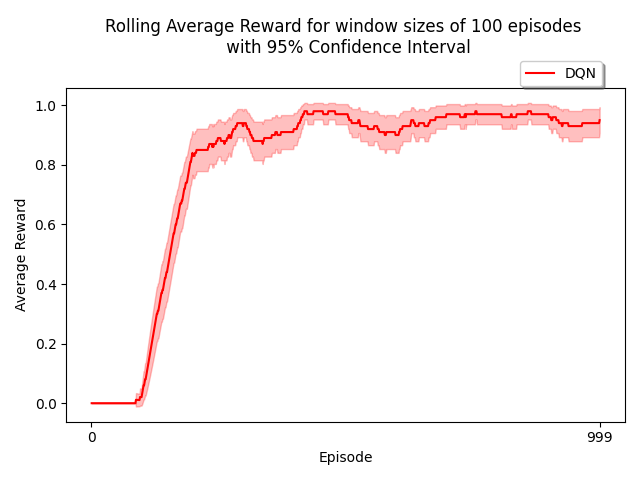 Rolling Average Reward for window sizes of 100 episodes
with 95% Confidence Interval
DQN
1.0
0.8
0.6
0.4
0.2
0.0
Average Reward
0
999
Episode